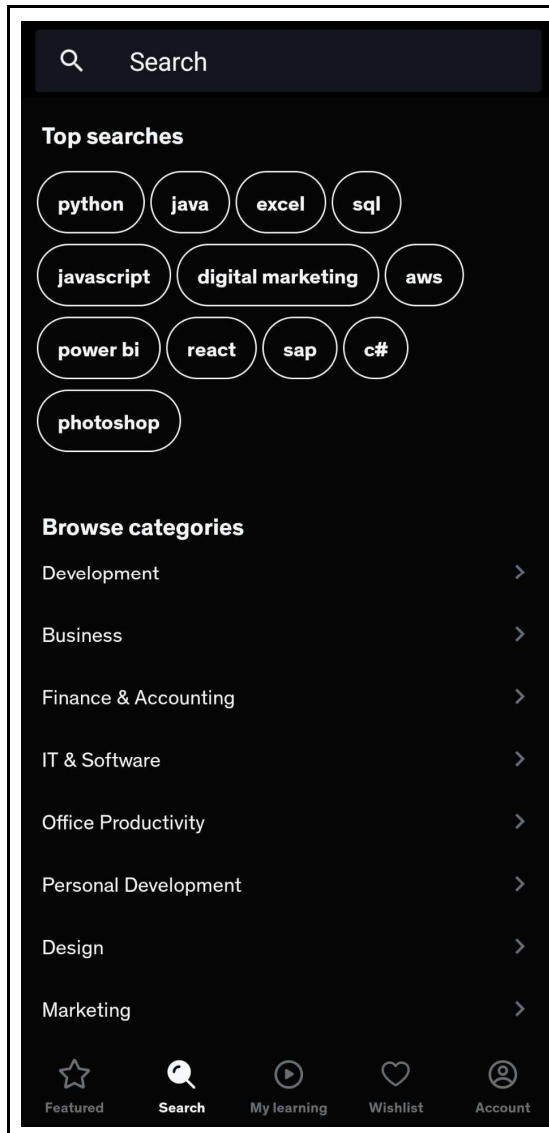 Search
Top searches
python java excel sql
javascript digital marketing aws
power bi react sap c#
photoshop
Browse categories
Development
Business
Finance & Accounting
IT & Software
Office Productivity
Personal Development
Design
Marketing
Featured Search My learning Wishlist Account